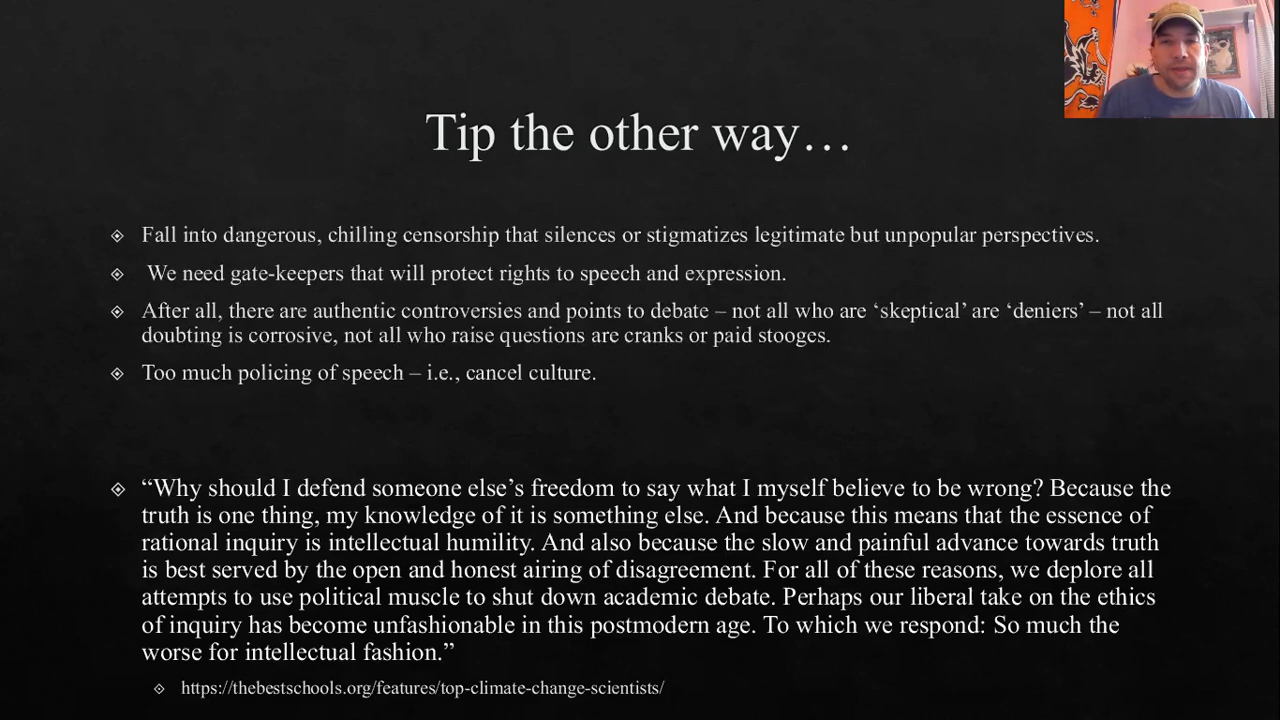 Tip the other way…
Fall into dangerous, chilling censorship that silences or stigmatizes legitimate but unpopular perspectives.
We need gate-keepers that will protect rights to speech and expression.
After all, there are authentic controversies and points to debate – not all who are ‘skeptical’ are ‘deniers’ – not all
doubting is corrosive, not all who raise questions are cranks or paid stooges.
Too much policing of speech – i.e., cancel culture.
“Why should I defend someone else’s freedom to say what I myself believe to be wrong? Because the
truth is one thing, my knowledge of it is something else. And because this means that the essence of
rational inquiry is intellectual humility. And also because the slow and painful advance towards truth
is best served by the open and honest airing of disagreement. For all of these reasons, we deplore all
attempts to use political muscle to shut down academic debate. Perhaps our liberal take on the ethics
of inquiry has become unfashionable in this postmodern age. To which we respond: So much the
worse for intellectual fashion.”
https://thebestschools.org/features/top-climate-change-scientists/